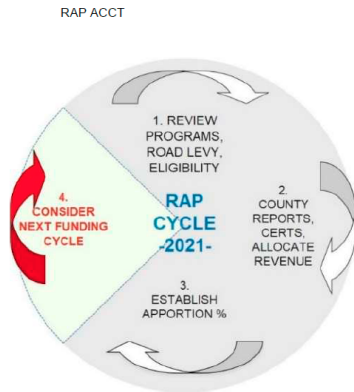 RAP ACCT
1. REVIEW
PROGRAMS,
ROAD LEVY,
ELIGIBILITY
2.
COUNTY
REPORTS,
CERTS,
ALLOCATE
REVENUE
3.
ESTABLISH
APPORTION %
4.
CONSIDER
NEXT FUNDING
CYCLE
RAP
CYCLE
-2021-